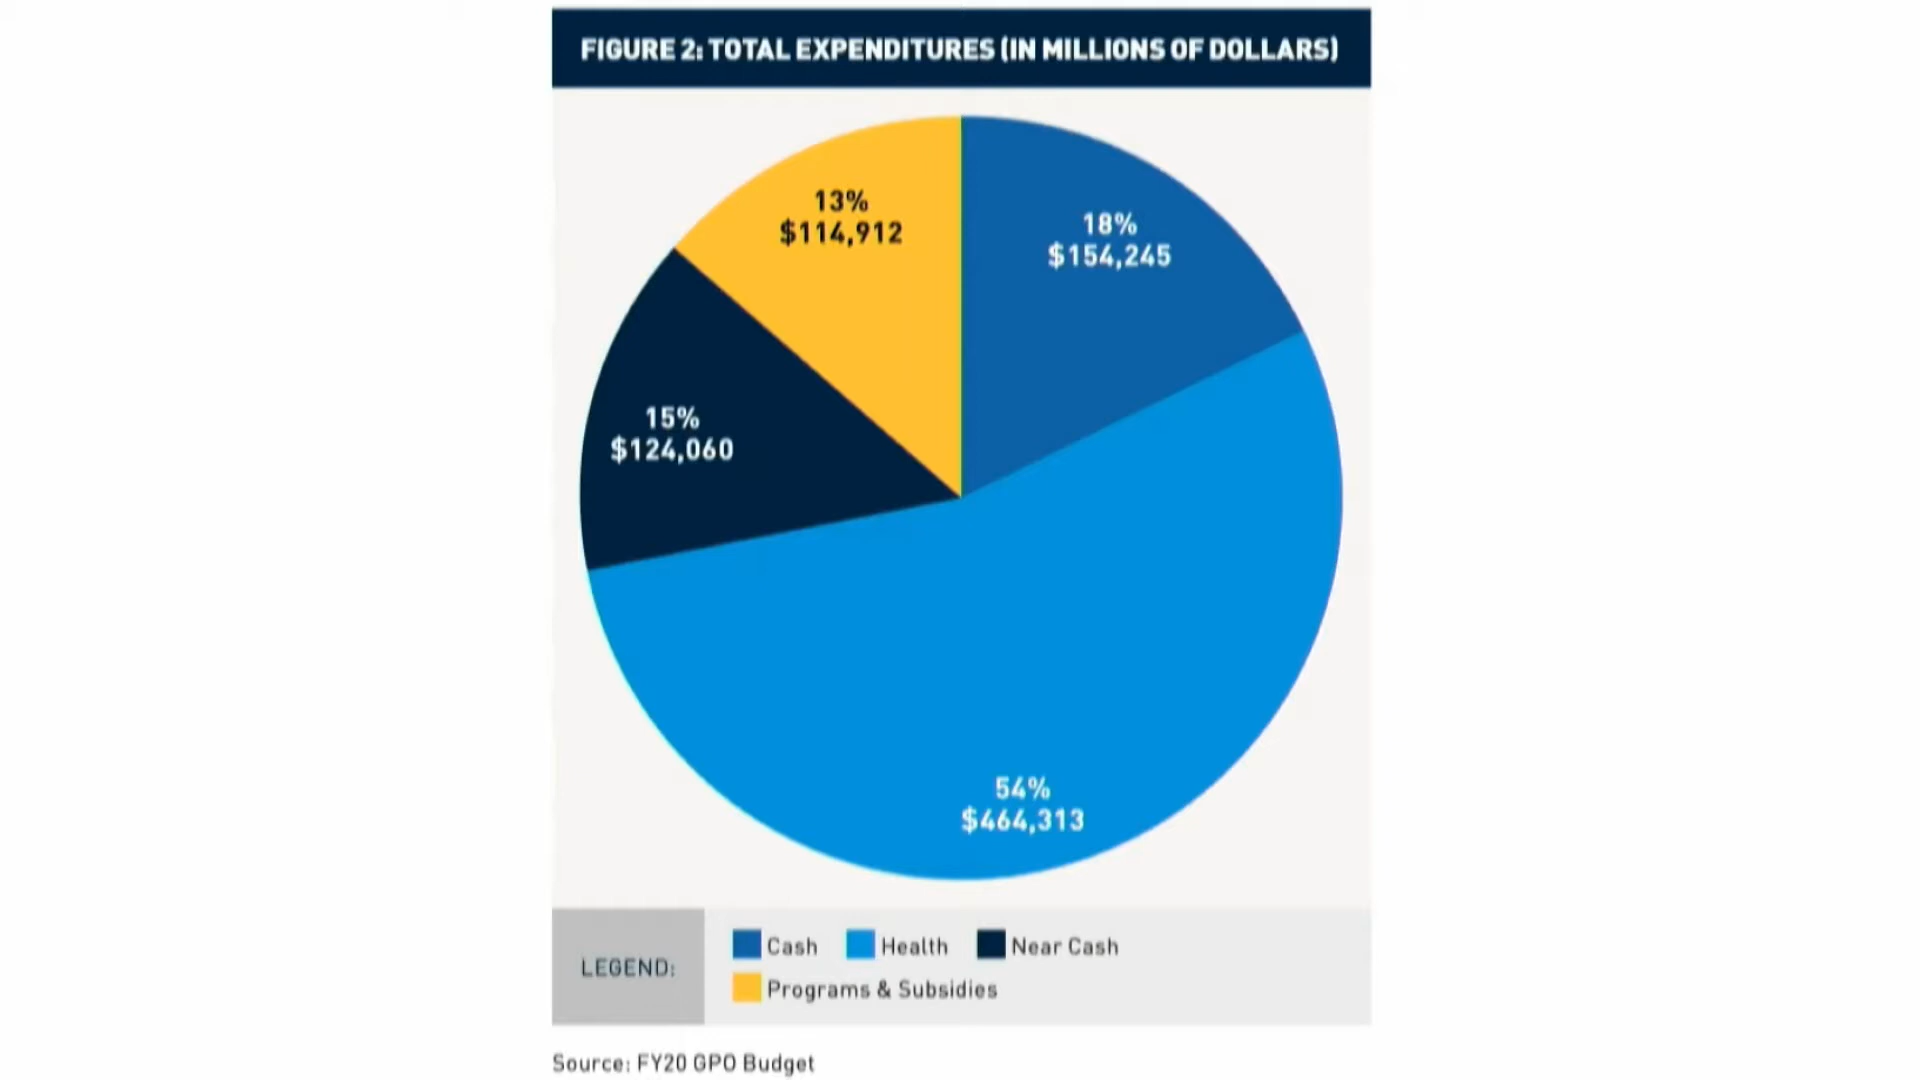 FIGURE 2: TOTAL EXPENDITURES (IN MILLIONS OF DOLLARS)
13%
$114,912
18%
$154,245
15%
$124,060
54%
$464,313
LEGEND:
Cash
Health
Near Cash
Programs & Subsidies
Source: FY20 GPO Budget